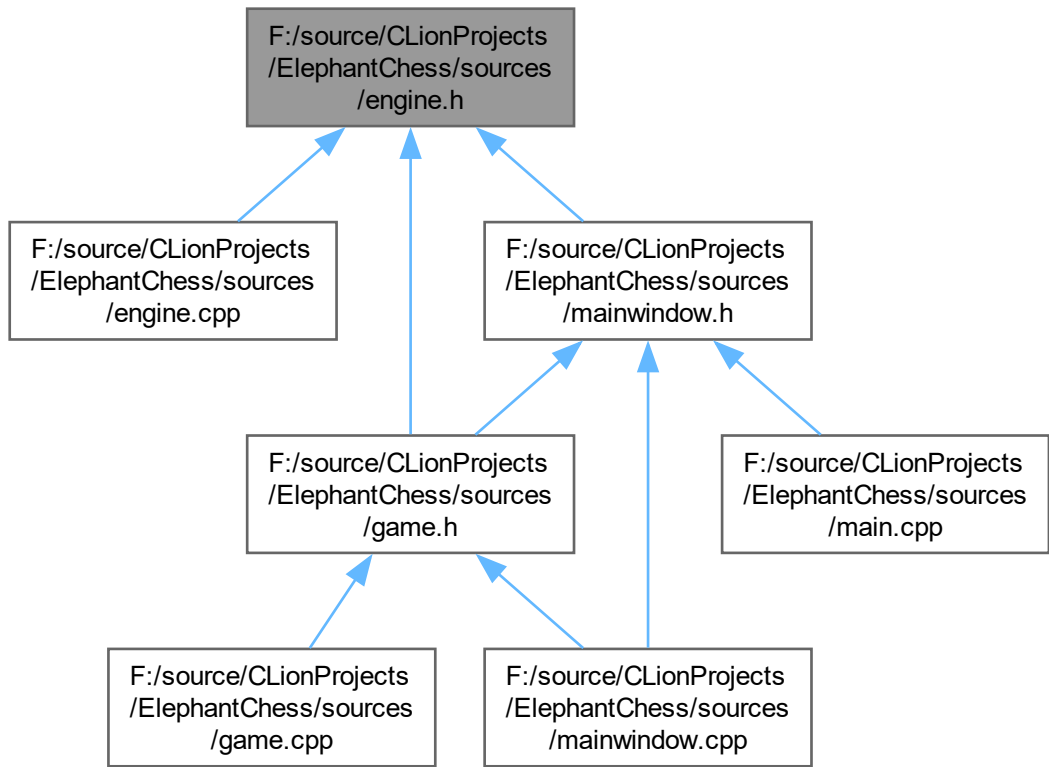 F:/source/CLionProjects
/ElephantChess/sources
/engine.h
F:/source/CLionProjects
/ElephantChess/sources
/engine.cpp
F:/source/CLionProjects
/ElephantChess/sources
/mainwindow.h
F:/source/CLionProjects
/ElephantChess/sources
/game.h
F:/source/CLionProjects
/ElephantChess/sources
/main.cpp
F:/source/CLionProjects
/ElephantChess/sources
/game.cpp
F:/source/CLionProjects
/ElephantChess/sources
/mainwindow.cpp